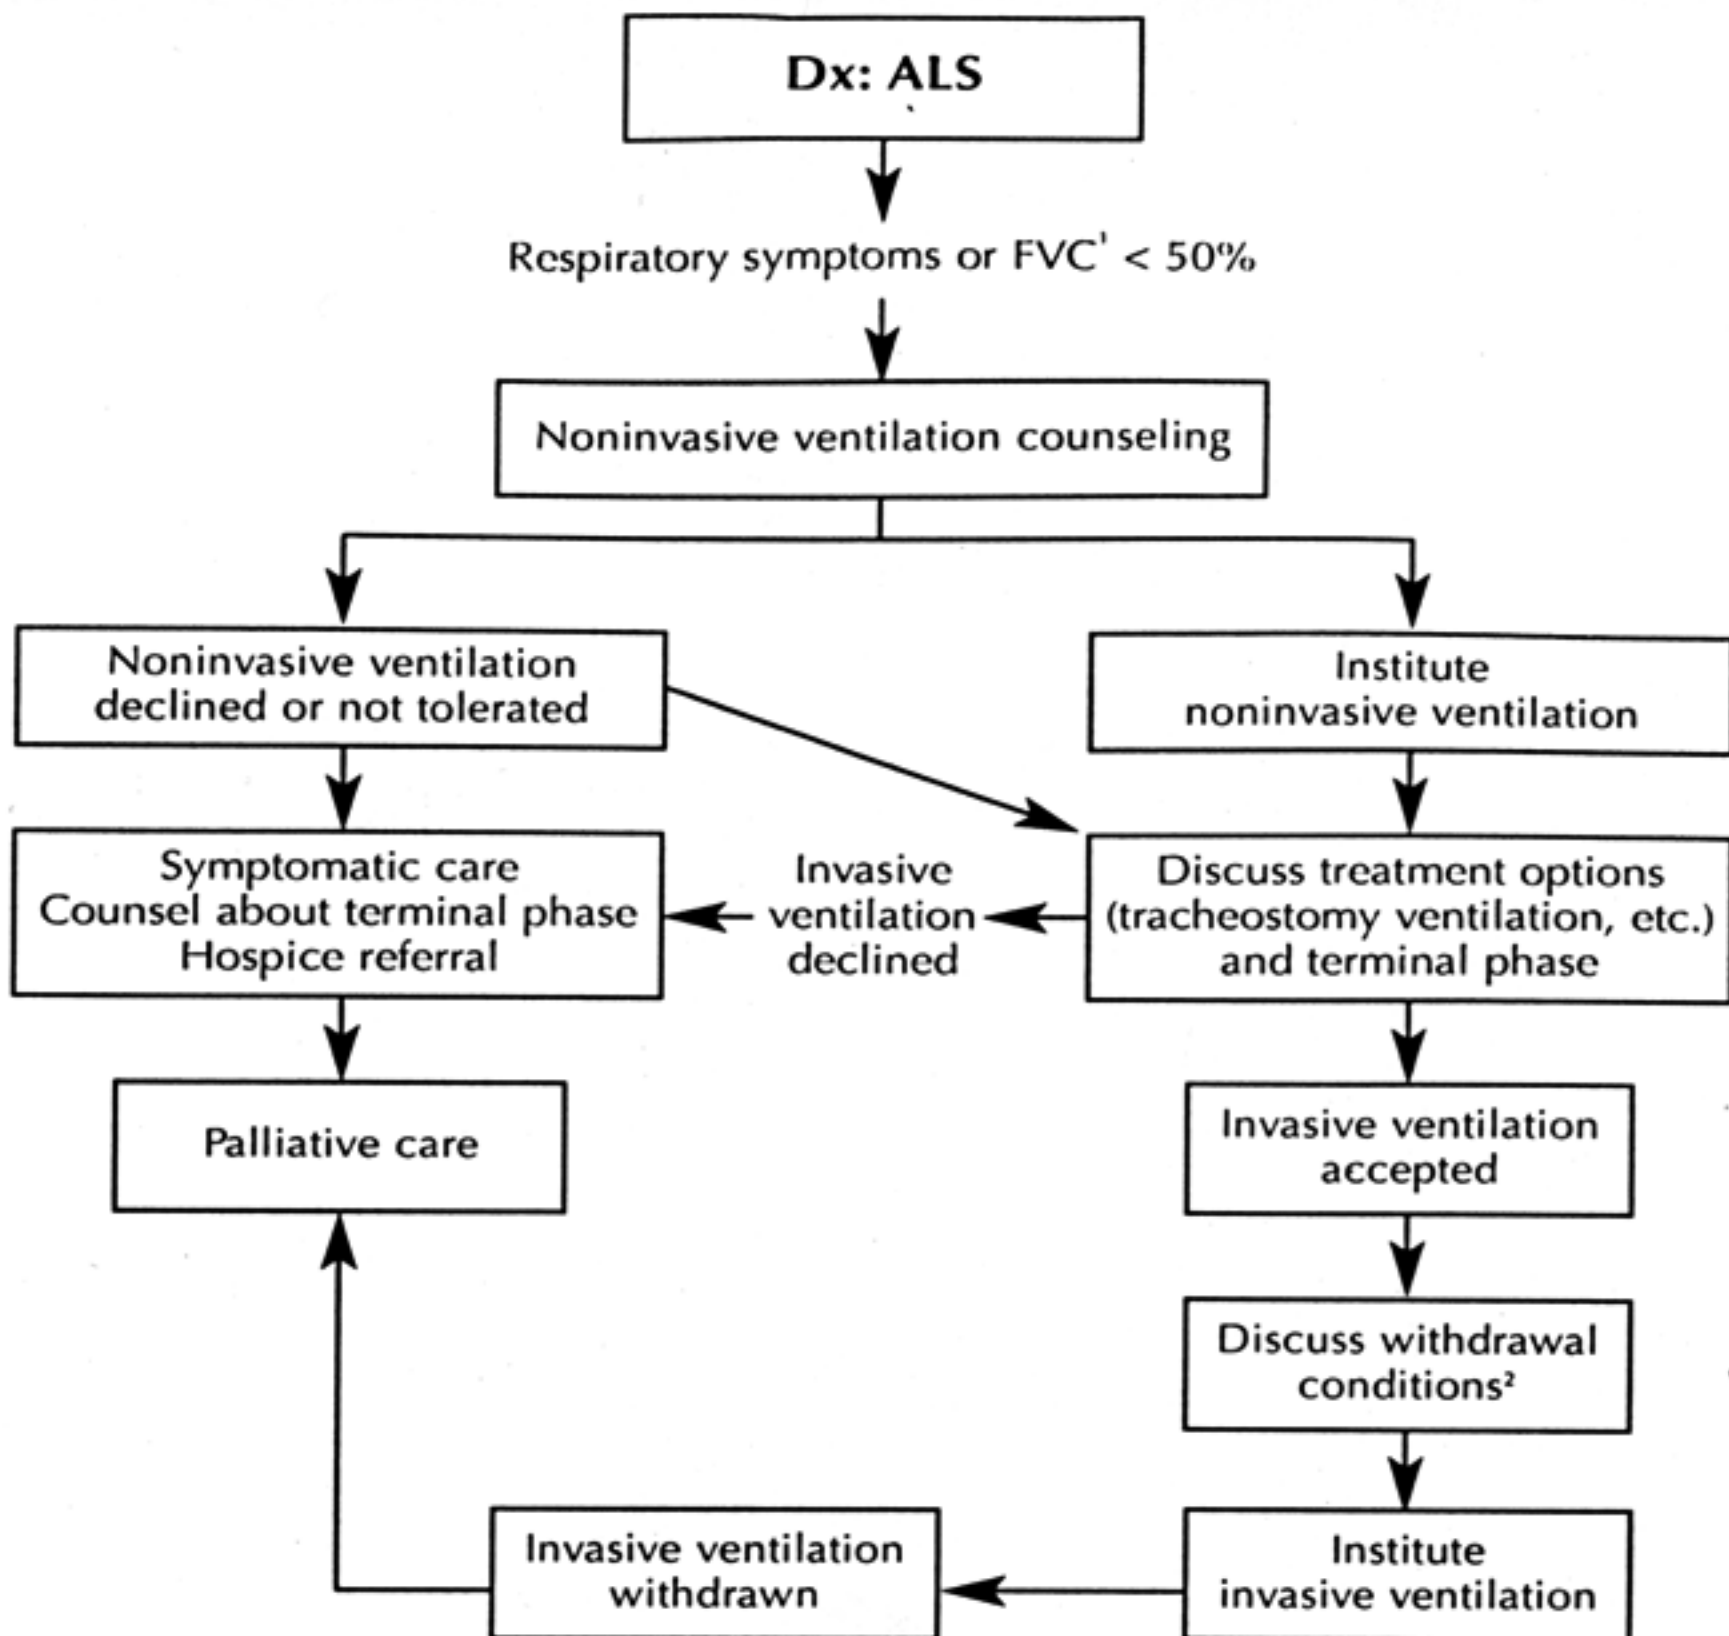 Dx: ALS
Respiratory symptoms or FVC¹ < 50%
Noninvasive ventilation counseling
Noninvasive ventilation
declined or not tolerated
Institute
noninvasive ventilation
Symptomatic care
Counsel about terminal phase
Hospice referral
Invasive
ventilation
declined
Discuss treatment options
(tracheostomy ventilation, etc.)
and terminal phase
Palliative care
Invasive ventilation
accepted
Discuss withdrawal
conditions²
Invasive ventilation
withdrawn
Institute
invasive ventilation